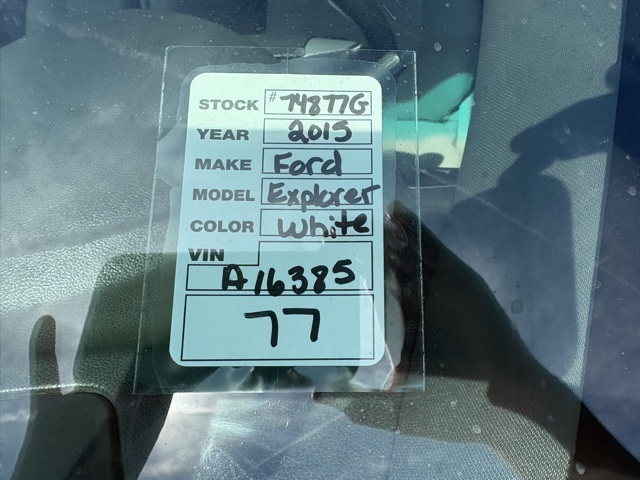 STOCK # 74877G
YEAR 2015
MAKE Ford
MODEL Explorer
COLOR White
VIN
A16385
77